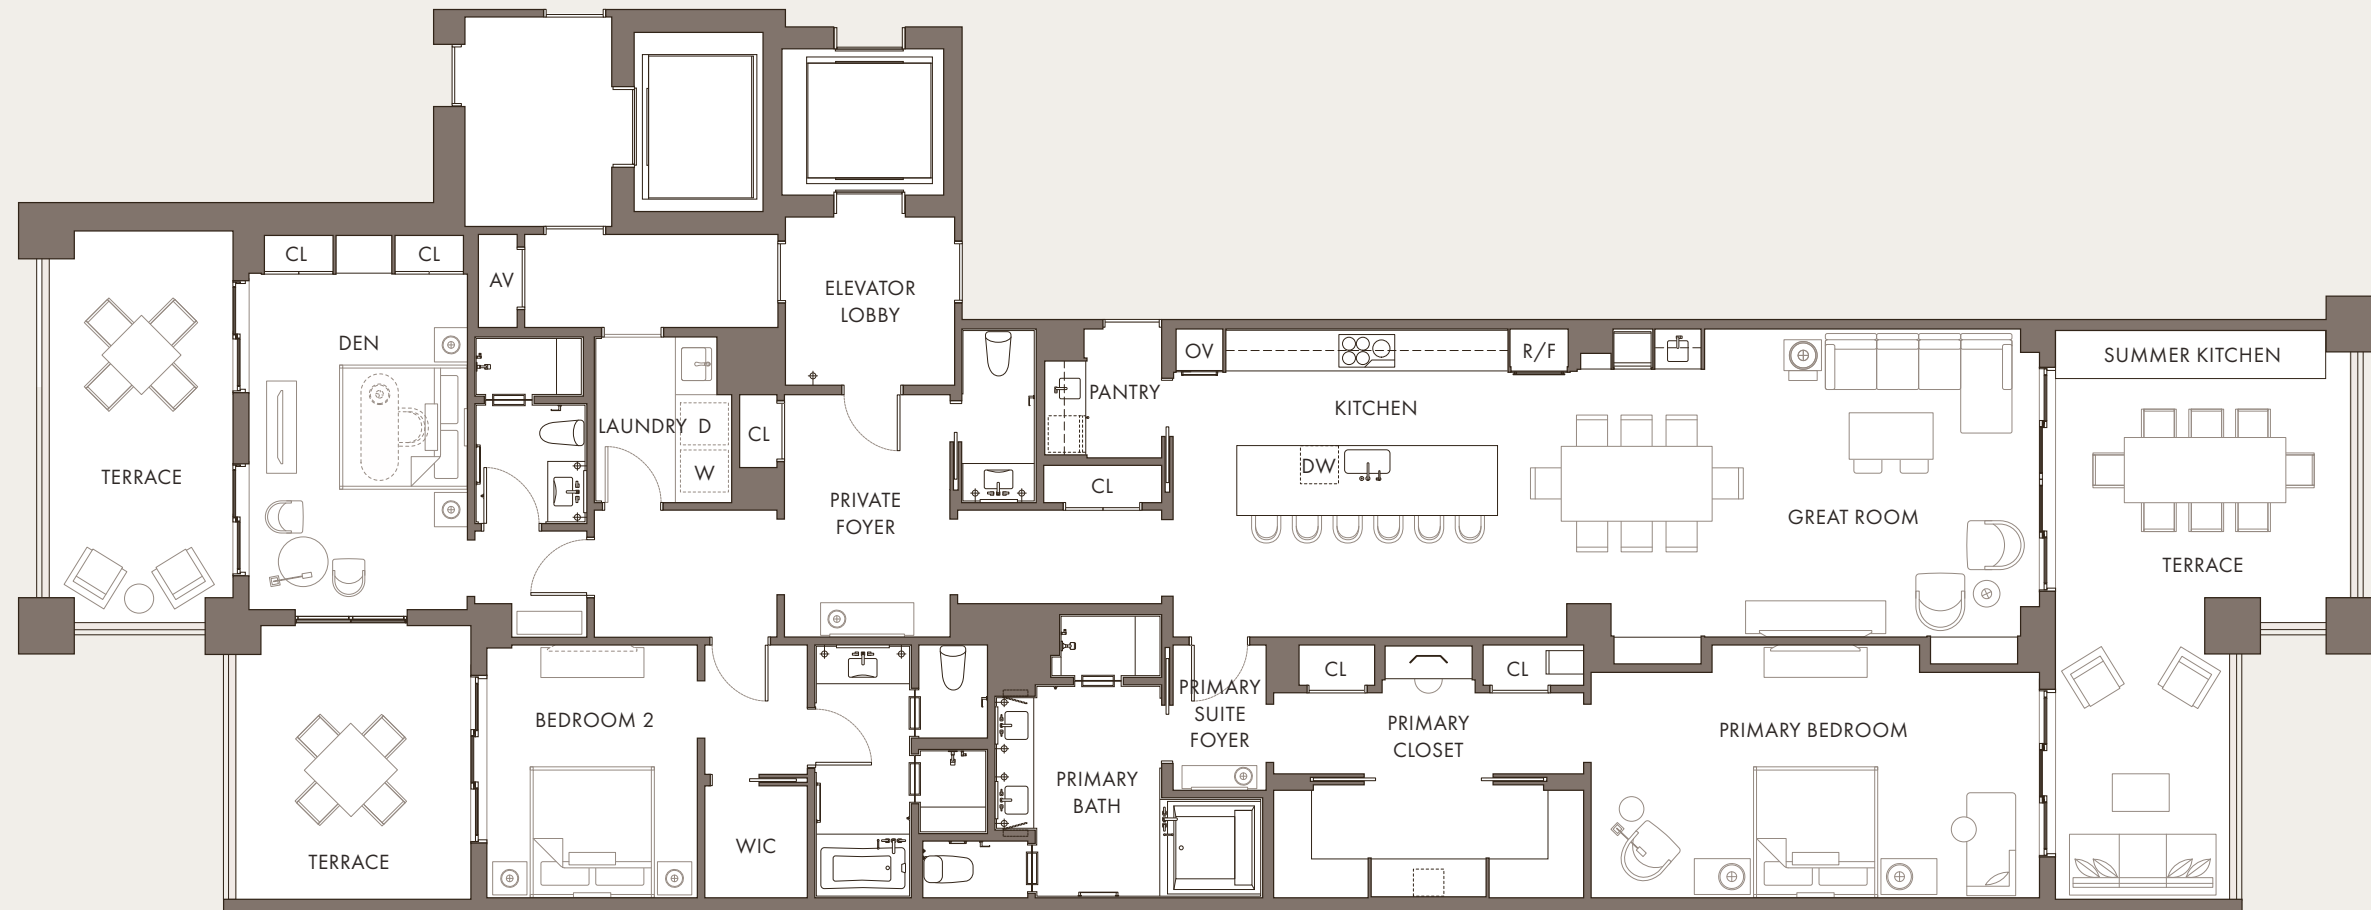 CL
CL
AV
ELEVATOR
LOBBY
DEN
OV
R/F
SUMMER KITCHEN
PANTRY
KITCHEN
LAUNDRY
D
CL
DW
TERRACE
W
CL
PRIVATE
FOYER
GREAT ROOM
TERRACE
CL
CL
PRIMARY
SUITE
FOYER
BEDROOM 2
PRIMARY
CLOSET
PRIMARY BEDROOM
PRIMARY
BATH
WIC
TERRACE